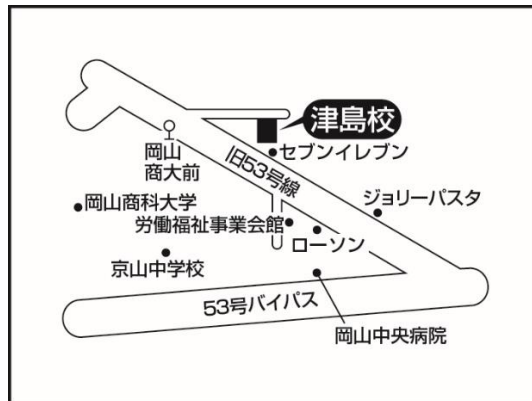 津島校
セブンイレブン
岡山
商大前
旧53号線
ジョリーパスタ
岡山商科大学
労働福祉事業会館
ローソン
京山中学校
53号バイパス
岡山中央病院